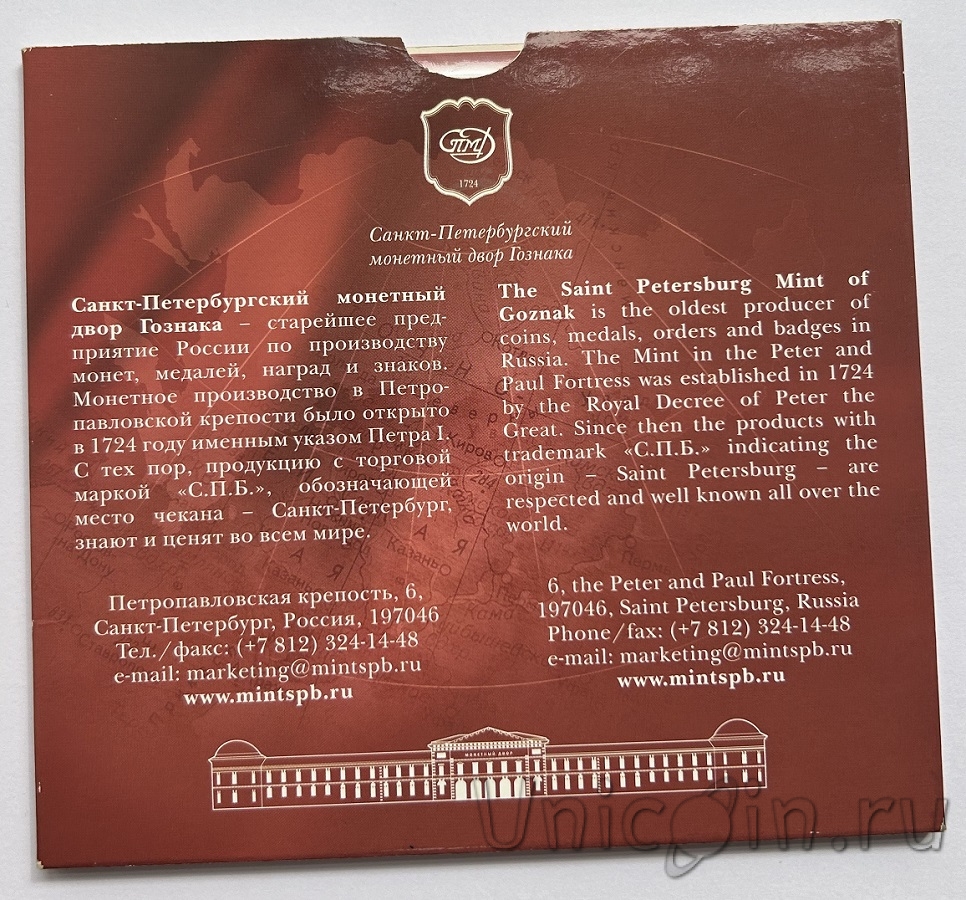 СПМД
1724
Санкт-Петербургский
монетный двор Гознака
Санкт-Петербургский монетный
двор Гознака – старейшее пред-
приятие России по производству
монет, медалей, наград и знаков.
Монетное производство в Петро-
павловской крепости было открыто
в 1724 году именным указом Петра I.
С тех пор, продукцию с торговой
маркой «С.П.Б.», обозначающей
место чекана – Санкт-Петербург,
знают и ценят во всем мире.
Петропавловская крепость, 6,
Санкт-Петербург, Россия, 197046
Тел./факс: (+7 812) 324-14-48
e-mail: marketing@mintspb.ru
www.mintspb.ru
The Saint Petersburg Mint of
Goznak is the oldest producer of
coins, medals, orders and badges in
Russia. The Mint in the Peter and
Paul Fortress was established in 1724
by the Royal Decree of Peter the
Great. Since then the products with
trademark «С.П.Б.» indicating the
origin – Saint Petersburg – are
respected and well known all over the
world.
6, the Peter and Paul Fortress,
197046, Saint Petersburg, Russia
Phone/fax: (+7 812) 324-14-48
e-mail: marketing@mintspb.ru
www.mintspb.ru
МОНЕТНЫЙ ДВОР
Unicoin.ru